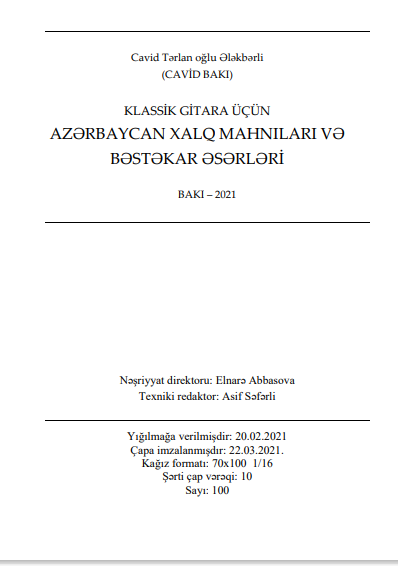 Cavid Tərlan oğlu Ələkbərli
(CAVİD BAKI)
KLASSİK GİTARA ÜÇÜN
AZƏRBAYCAN XALQ MAHNILARI VƏ
BƏSTƏKAR ƏSƏRLƏRİ
BAKI – 2021
Nəşriyyat direktoru: Elnarə Abbasova
Texniki redaktor: Asif Səfərli
Yığılmağa verilmişdir: 20.02.2021
Çapa imzalanmışdır: 22.03.2021.
Kağız formatı: 70x100 1/16
Şərti çap vərəqi: 10
Sayı: 100